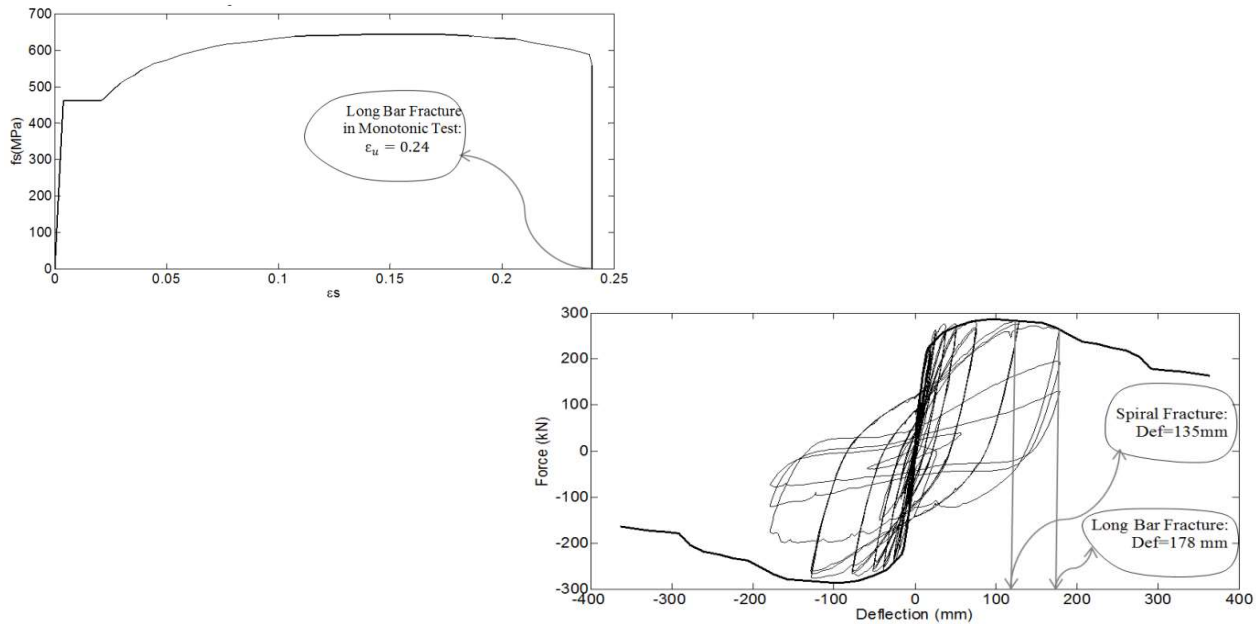 700
600
500
400
300
200
100
0
fs(MPa)
Long Bar Fracture
in Monotonic Test:
εu = 0.24
0 0.05 0.1 0.15 0.2 0.25
εs
300
200
100
0
-100
-200
-300
Force (kN)
Spiral Fracture:
Def=135mm
Long Bar Fracture:
Def=178 mm
-400 -300 -200 -100 0 100 200 300 400
Deflection (mm)